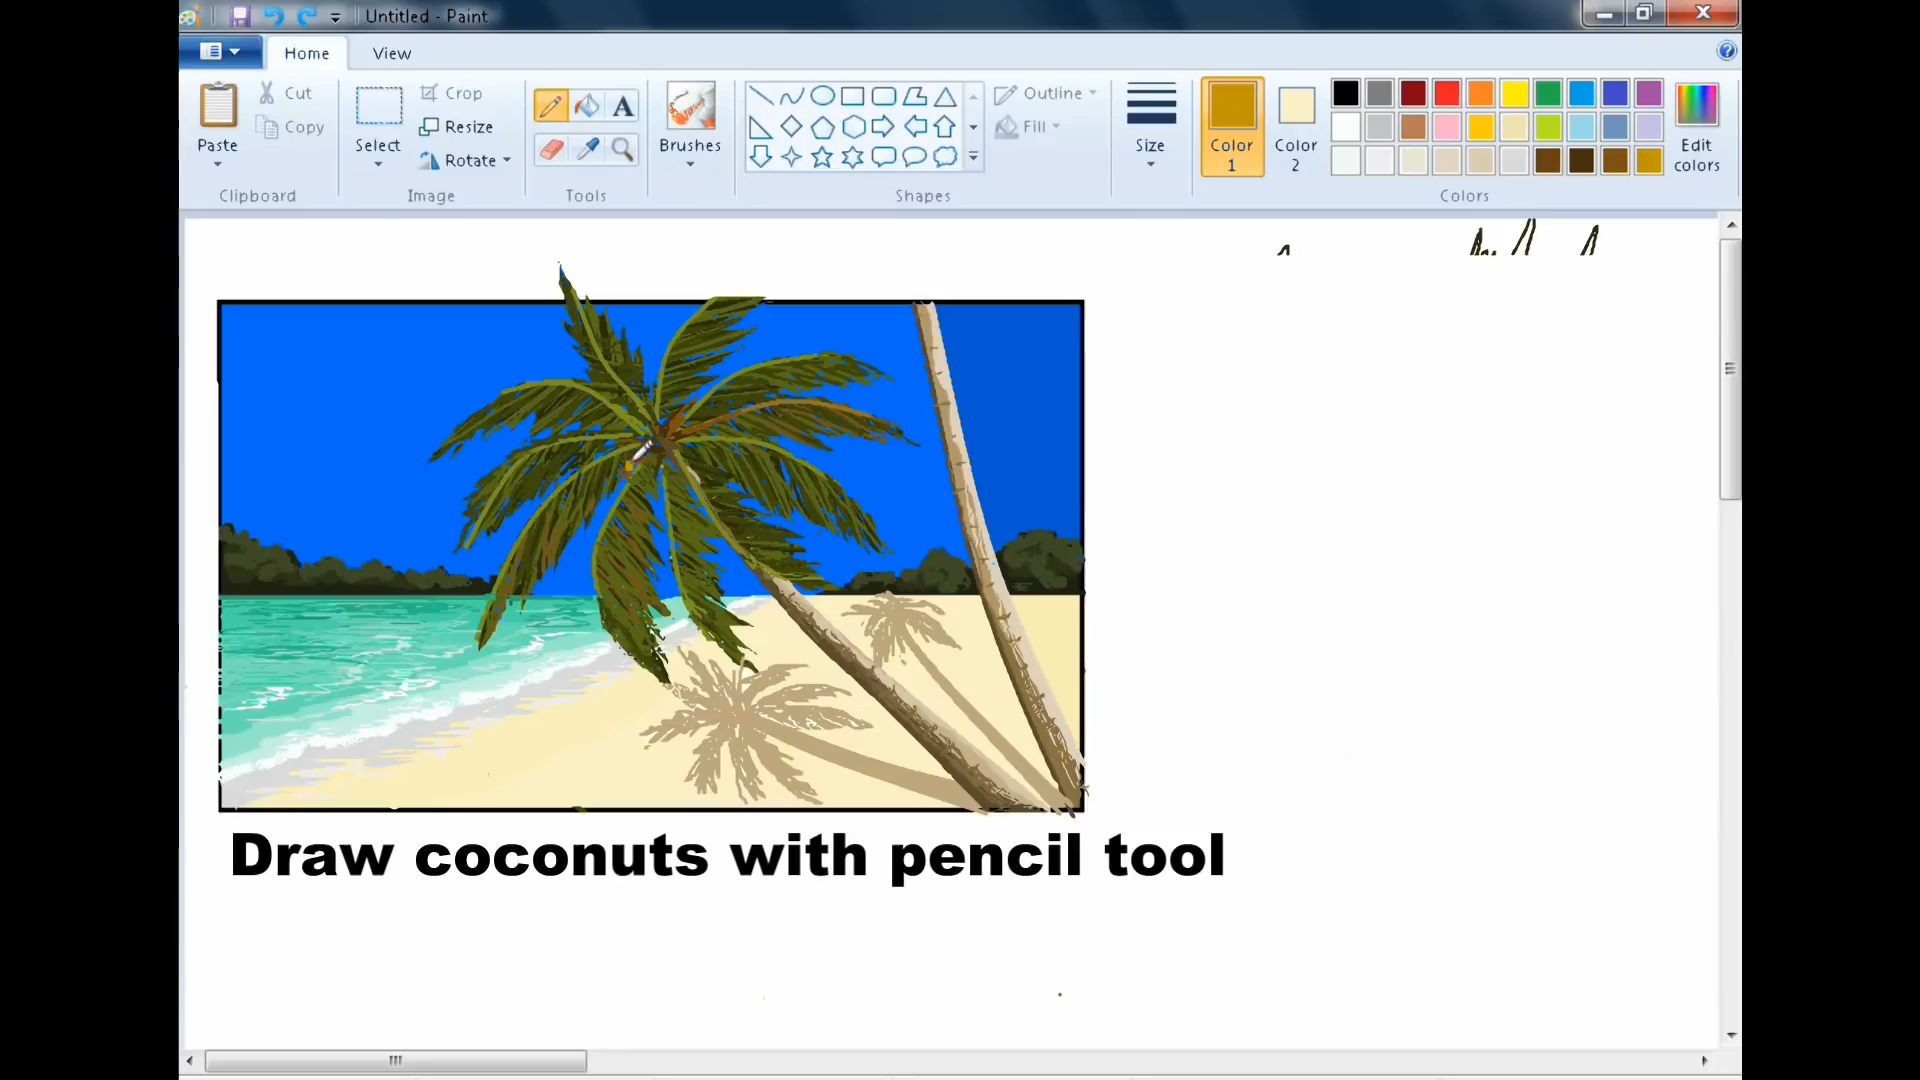 Untitled - Paint
Home View
Paste
Cut
Copy
Clipboard
Select
Crop
Resize
Rotate
Image
A
Tools
Brushes
Outline
Fill
Shapes
Size
Color 1
Color 2
Edit colors
Colors
Draw coconuts with pencil tool